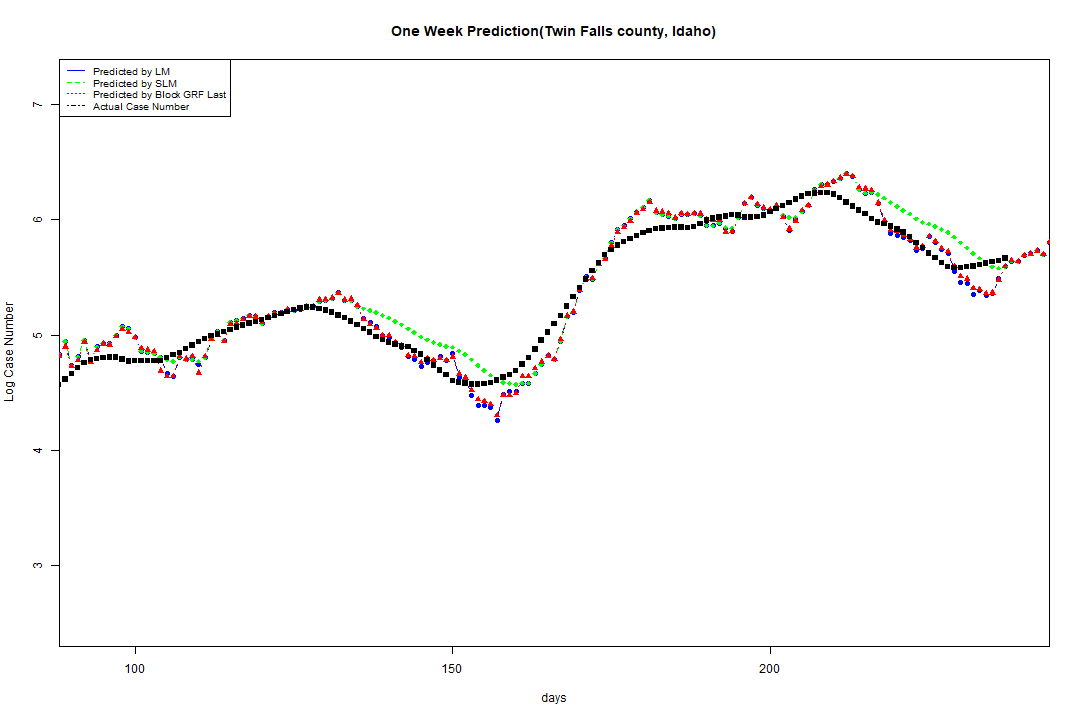 One Week Prediction(Twin Falls county, Idaho)
Predicted by LM
Predicted by SLM
Predicted by Block GRF Last
Actual Case Number
7
6
5
4
3
Log Case Number
100 150 200
days